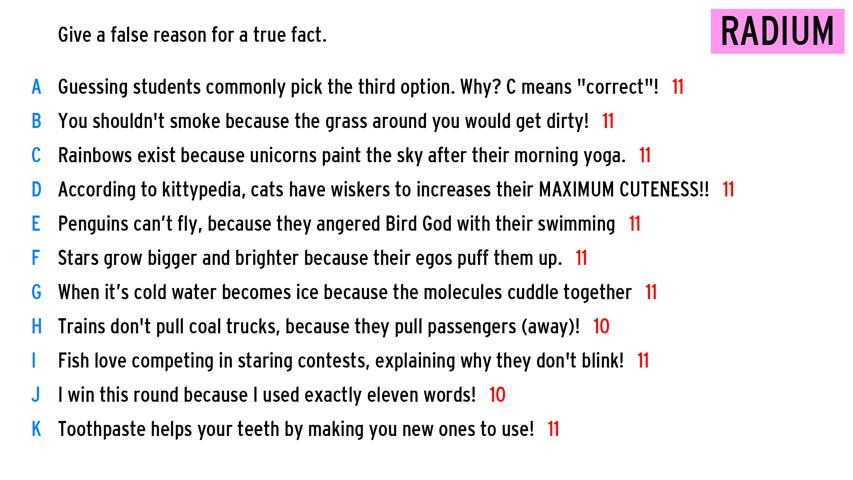 RADIUM
Give a false reason for a true fact.
A Guessing students commonly pick the third option. Why? C means "correct"! 11
B You shouldn't smoke because the grass around you would get dirty! 11
C Rainbows exist because unicorns paint the sky after their morning yoga. 11
D According to kittypedia, cats have wiskers to increases their MAXIMUM CUTENESS!! 11
E Penguins can’t fly, because they angered Bird God with their swimming 11
F Stars grow bigger and brighter because their egos puff them up. 11
G When it’s cold water becomes ice because the molecules cuddle together 11
H Trains don't pull coal trucks, because they pull passengers (away)! 10
I Fish love competing in staring contests, explaining why they don't blink! 11
J I win this round because I used exactly eleven words! 10
K Toothpaste helps your teeth by making you new ones to use! 11